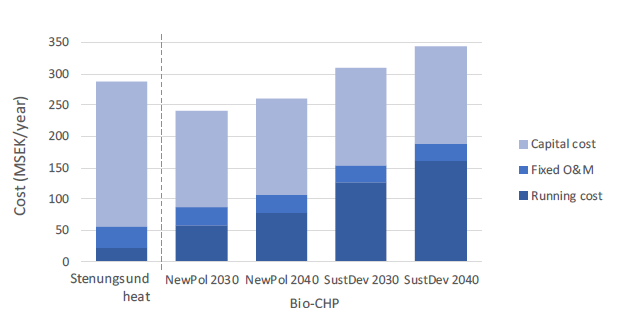 350
300
250
200
150
100
50
0
Cost (MSEK/year)
Stenungsund
heat
NewPol 2030
NewPol 2040
SustDev 2030
SustDev 2040
Bio-CHP
Capital cost
Fixed O&M
Running cost